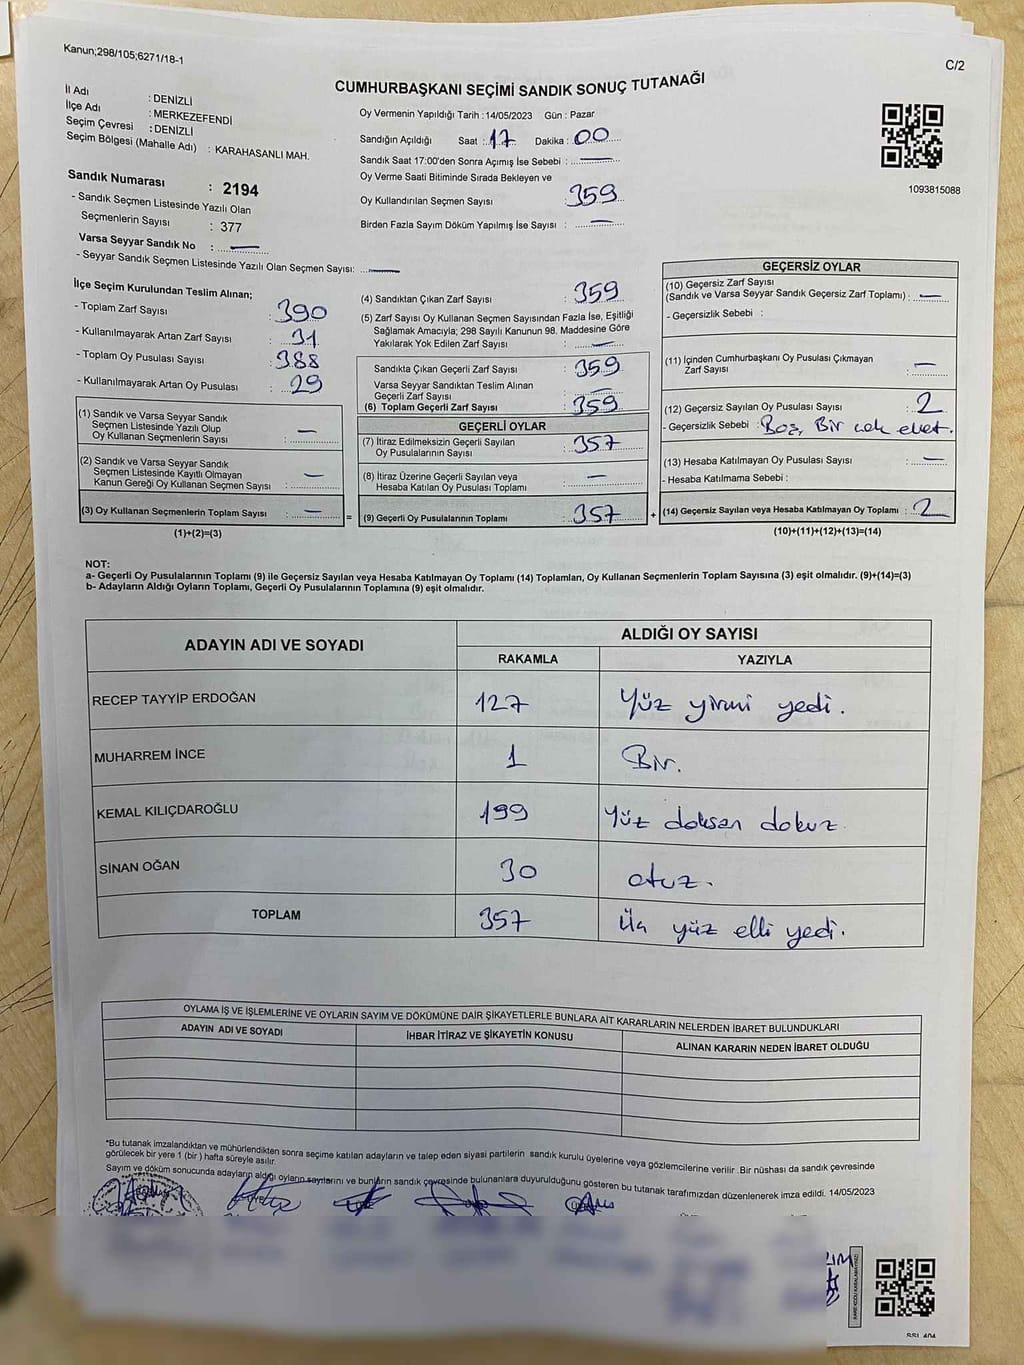 Kanun;298/105;6271/18-1
C/2
CUMHURBAŞKANI SEÇİMİ SANDIK SONUÇ TUTANAĞI
İl Adı : DENİZLİ
İlçe Adı : MERKEZEFENDİ
Seçim Çevresi : DENİZLİ
Seçim Bölgesi (Mahalle Adı) : KARAHASANLI MAH.
Sandık Numarası : 2194
- Sandık Seçmen Listesinde Yazılı Olan
Seçmenlerin Sayısı : 377
Varsa Seyyar Sandık No : —
- Seyyar Sandık Seçmen Listesinde Yazılı Olan Seçmen Sayısı: —
Oy Vermenin Yapıldığı Tarih : 14/05/2023 Gün : Pazar
Sandığın Açıldığı Saat : 17 Dakika : 00
Sandık Saat 17:00'den Sonra Açımış İse Sebebi : —
Oy Verme Saati Bitiminde Sırada Bekleyen ve
Oy Kullandırılan Seçmen Sayısı 359
Birden Fazla Sayım Döküm Yapılmış İse Sayısı : —
1093815088
İlçe Seçim Kurulundan Teslim Alınan;
- Toplam Zarf Sayısı : 390
- Kullanılmayarak Artan Zarf Sayısı : 31
- Toplam Oy Pusulası Sayısı : 388
- Kullanılmayarak Artan Oy Pusulası : 29
(1) Sandık ve Varsa Seyyar Sandık
Seçmen Listesinde Yazılı Olup
Oy Kullanan Seçmenlerin Sayısı : —
(2) Sandık ve Varsa Seyyar Sandık
Seçmen Listesinde Kayıtlı Olmayan
Kanun Gereği Oy Kullanan Seçmen Sayısı : —
(3) Oy Kullanan Seçmenlerin Toplam Sayısı : — =
(1)+(2)=(3)
(4) Sandıktan Çıkan Zarf Sayısı : 359
(5) Zarf Sayısı Oy Kullanan Seçmen Sayısından Fazla İse, Eşitliği
Sağlamak Amacıyla; 298 Sayılı Kanunun 98. Maddesine Göre
Yakılarak Yok Edilen Zarf Sayısı : —
Sandıkta Çıkan Geçerli Zarf Sayısı : 359
Varsa Seyyar Sandıktan Teslim Alınan
Geçerli Zarf Sayısı : —
(6) Toplam Geçerli Zarf Sayısı : 359
GEÇERLİ OYLAR
(7) İtiraz Edilmeksizin Geçerli Sayılan
Oy Pusulalarının Sayısı : 357
(8) İtiraz Üzerine Geçerli Sayılan veya
Hesaba Katılan Oy Pusulası Toplamı : —
(9) Geçerli Oy Pusulalarının Toplamı : 357 +
GEÇERSİZ OYLAR
(10) Geçersiz Zarf Sayısı
(Sandık ve Varsa Seyyar Sandık Geçersiz Zarf Toplamı) : —
- Geçersizlik Sebebi :
(11) İçinden Cumhurbaşkanı Oy Pusulası Çıkmayan
Zarf Sayısı : —
(12) Geçersiz Sayılan Oy Pusulası Sayısı : 2
- Geçersizlik Sebebi : Boş, Bir çok evet.
(13) Hesaba Katılmayan Oy Pusulası Sayısı : —
- Hesaba Katılmama Sebebi :
(14) Geçersiz Sayılan veya Hesaba Katılmayan Oy Toplamı : 2
(10)+(11)+(12)+(13)=(14)
NOT:
a- Geçerli Oy Pusulalarının Toplamı (9) ile Geçersiz Sayılan veya Hesaba Katılmayan Oy Toplamı (14) Toplamları, Oy Kullanan Seçmenlerin Toplam Sayısına (3) eşit olmalıdır. (9)+(14)=(3)
b- Adayların Aldığı Oyların Toplamı, Geçerli Oy Pusulalarının Toplamına (9) eşit olmalıdır.
ADAYIN ADI VE SOYADI
ALDIĞI OY SAYISI
RAKAMLA YAZIYLA
RECEP TAYYİP ERDOĞAN 127 Yüz yirmi yedi.
MUHARREM İNCE 1 Bir.
KEMAL KILIÇDAROĞLU 199 Yüz doksan dokuz
SİNAN OĞAN 30 otuz.
TOPLAM 357 Üç yüz elli yedi.
OYLAMA İŞ VE İŞLEMLERİNE VE OYLARIN SAYIM VE DÖKÜMÜNE DAİR ŞİKAYETLERLE BUNLARA AİT KARARLARIN NELERDEN İBARET BULUNDUKLARI
ADAYIN ADI VE SOYADI İHBAR İTİRAZ VE ŞİKAYETİN KONUSU ALINAN KARARIN NEDEN İBARET OLDUĞU
*Bu tutanak imzalandıktan ve mühürlendikten sonra seçime katılan adayların ve talep eden siyasi partilerin sandık kurulu üyelerine veya gözlemcilerine verilir .Bir nüshası da sandık çevresinde
görülecek bir yere 1 (bir ) hafta süreyle asılır.
Sayım ve döküm sonucunda adayların aldığı oyların sayılarını ve bunların sandık çevresinde bulunanlara duyurulduğunu gösteren bu tutanak tarafımızdan düzenlenerek imza edildi. 14/05/2023